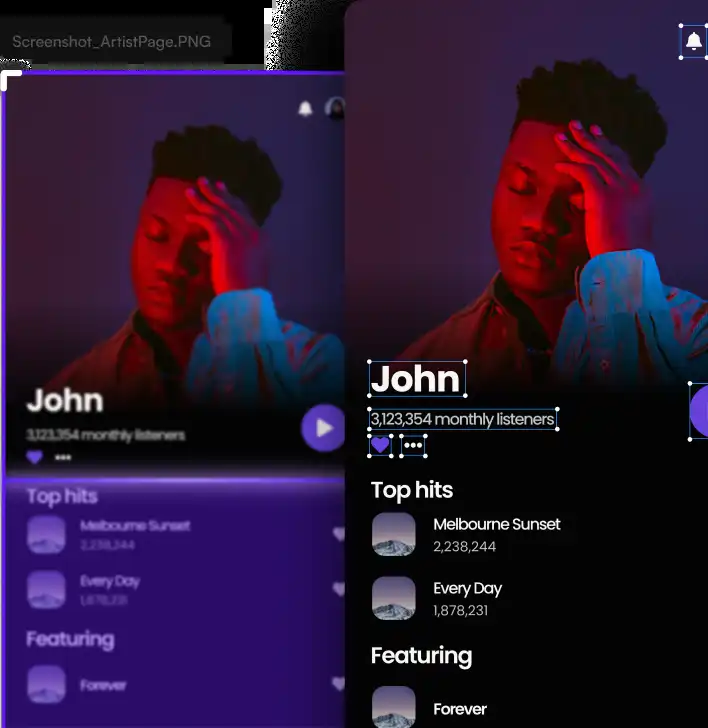 Screenshot_ArtistPage.PNG
John
3,123,354 monthly listeners
Top hits
Melbourne Sunset
2,238,244
Every Day
1,878,231
Featuring
Forever
John
3,123,354 monthly listeners
Top hits
Melbourne Sunset
2,238,244
Every Day
1,878,231
Featuring
Forever